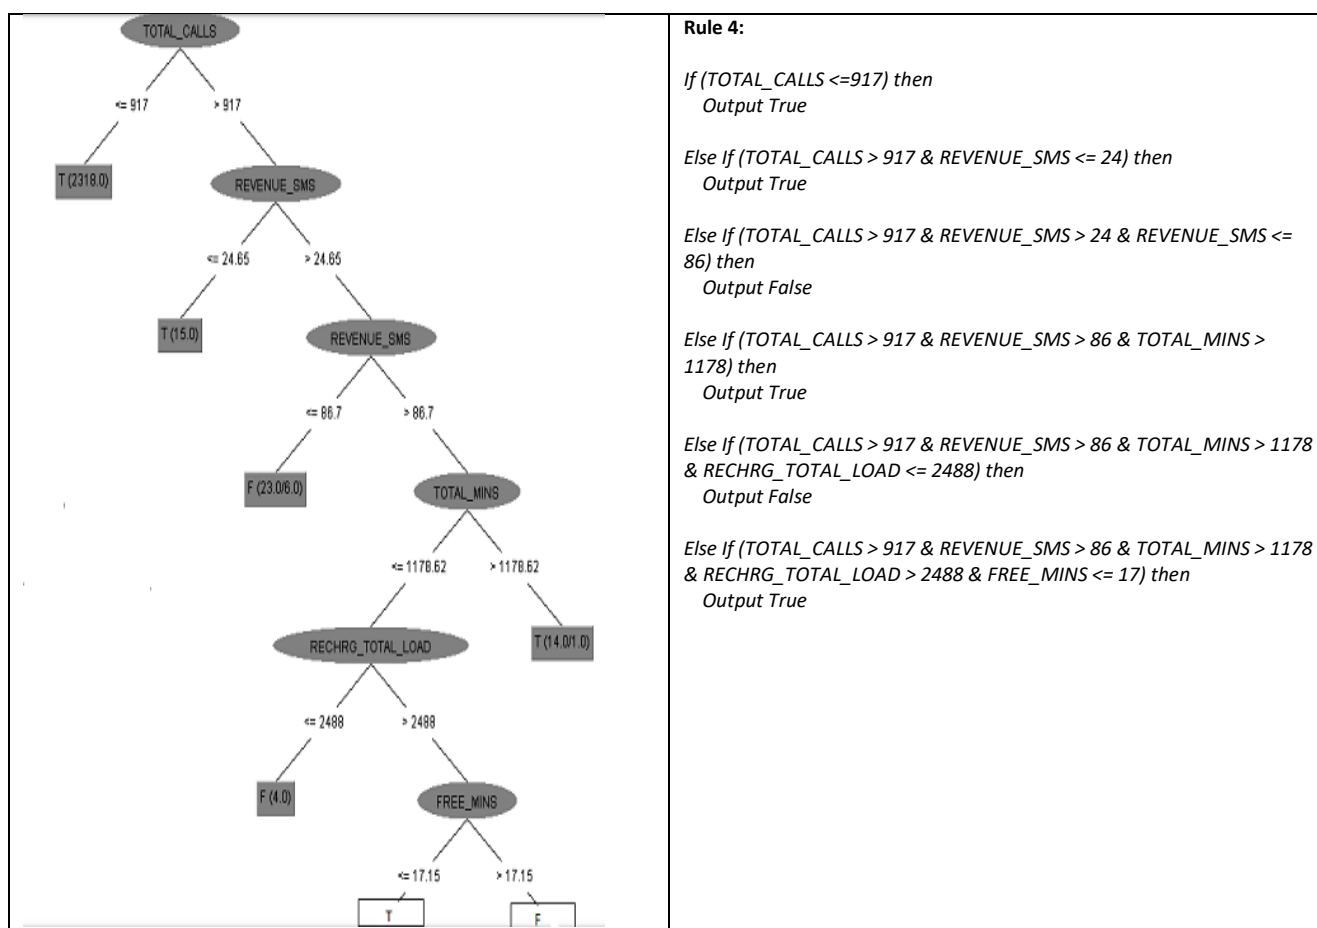 TOTAL_CALLS
<= 917
> 917
T (2318.0)
REVENUE_SMS
<= 24.65
> 24.65
T (15.0)
REVENUE_SMS
<= 86.7
> 86.7
F (23.0/6.0)
TOTAL_MINS
<= 1178.62
> 1178.62
RECHRG_TOTAL_LOAD
T (14.0/1.0)
<= 2488
> 2488
F (4.0)
FREE_MINS
<= 17.15
> 17.15
T
F
Rule 4:
If (TOTAL_CALLS <=917) then
Output True
Else If (TOTAL_CALLS > 917 & REVENUE_SMS <= 24) then
Output True
Else If (TOTAL_CALLS > 917 & REVENUE_SMS > 24 & REVENUE_SMS <=
86) then
Output False
Else If (TOTAL_CALLS > 917 & REVENUE_SMS > 86 & TOTAL_MINS >
1178) then
Output True
Else If (TOTAL_CALLS > 917 & REVENUE_SMS > 86 & TOTAL_MINS > 1178
& RECHRG_TOTAL_LOAD <= 2488) then
Output False
Else If (TOTAL_CALLS > 917 & REVENUE_SMS > 86 & TOTAL_MINS > 1178
& RECHRG_TOTAL_LOAD > 2488 & FREE_MINS <= 17) then
Output True